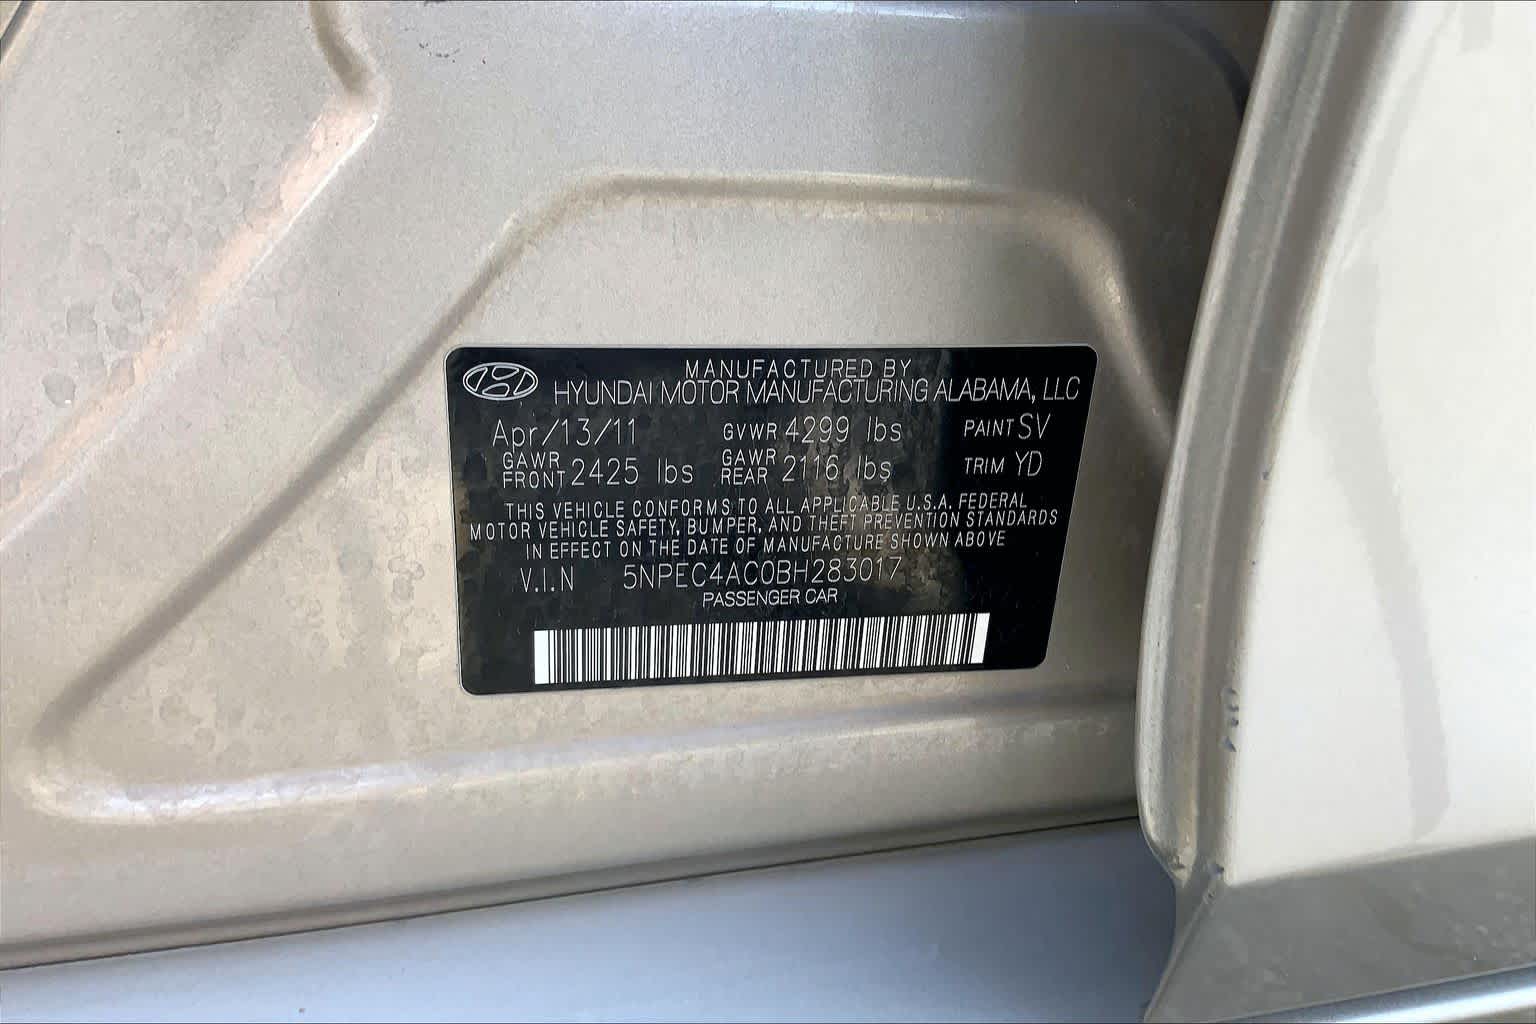 MANUFACTURED BY
HYUNDAI MOTOR MANUFACTURING ALABAMA, LLC
Apr/13/11 GVWR 4299 lbs PAINT SV
GAWR FRONT 2425 lbs GAWR REAR 2116 lbs TRIM YD
THIS VEHICLE CONFORMS TO ALL APPLICABLE U.S.A. FEDERAL
MOTOR VEHICLE SAFETY, BUMPER, AND THEFT PREVENTION STANDARDS
IN EFFECT ON THE DATE OF MANUFACTURE SHOWN ABOVE
V.I.N 5NPEC4AC0BH283017
PASSENGER CAR